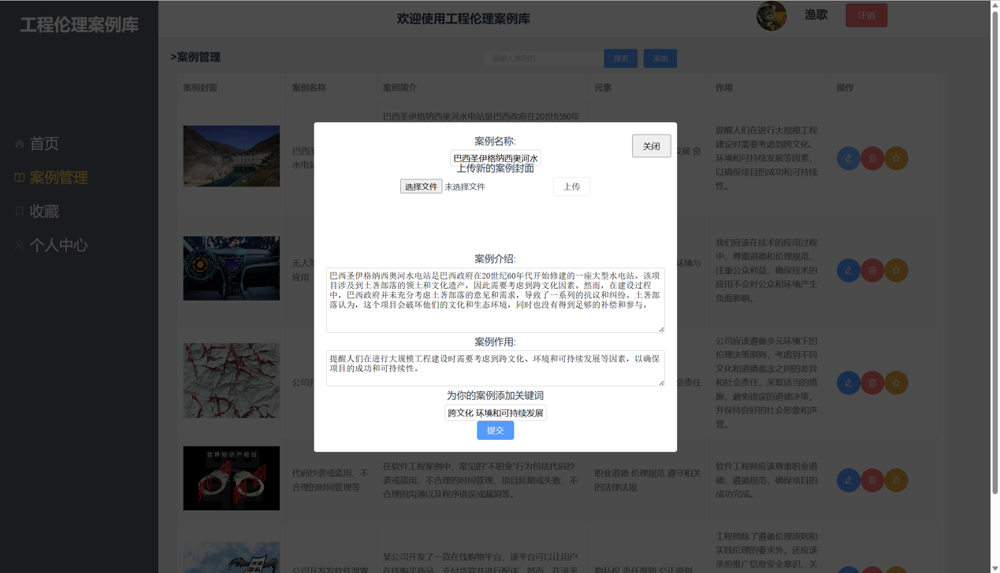 工程伦理案例库
欢迎使用工程伦理案例库
渔歌
注销
首页
案例管理
收藏
个人中心
>案例管理
请输入案例名
搜索
添加
案例封面
案例名称
案例简介
元素
作用
操作
巴西圣伊格纳西奥河水电站是巴西政府在20世纪60年
巴西圣
水电站
发展 良
提醒人们在进行大规模工程
建设时需要考虑到跨文化、
环境和可持续发展等因素,
以确保项目的成功和可持续
性。
无人驾
应用
环境与
我们应该在技术的应用过程
中,尊重道德和伦理规范,
注重公众利益,确保技术的
应用不会对公众和环境产生
负面影响。
公司开
会责任
公司应该遵循多元环境下的
伦理决策原则,考虑到不同
文化和道德观念之间的差异
和社会责任,采取适当的措
施,避免错误的道德决策,
并保持良好的社会形象和声
誉。
世界知识产权日
代码抄袭或盗用、不
合理的时间管理等
在软件工程案例中,常见的“不职业”行为包括代码抄
袭或盗用、不合理的时间管理、项目延期或失败、不
合理的沟通以及程序错误或漏洞等。
职业道德 伦理规范 遵守相关
的法律法规
软件工程师应该尊重职业道
德、遵循规范,确保项目的
成功完成。
公司开发发软件泄露
某公司开发了一款在线购物平台,该平台可以让用户
在线购买商品、支付货款并进行配送。然而,在该平
隐私权 责任原则 公正原则
工程师除了遵循伦理原则和
实践伦理的要求外,还应该
承担推广信息安全意识、关
案例名称:
关闭
巴西圣伊格纳西奥河水
上传新的案例封面
选择文件 未选择文件
上传
案例介绍:
巴西圣伊格纳西奥河水电站是巴西政府在20世纪60年代开始修建的一座大型水电站。该项
目涉及到土著部落的领土和文化遗产,因此需要考虑到跨文化因素。然而,在建设过程
中,巴西政府并未充分考虑土著部落的意见和需求,导致了一系列的抗议和纠纷。土著部
落认为,这个项目会破坏他们的文化和生态环境,同时也没有得到足够的补偿和参与。
案例作用:
提醒人们在进行大规模工程建设时需要考虑到跨文化、环境和可持续发展等因素,以确保
项目的成功和可持续性。
为你的案例添加关键词
跨文化 环境和可持续发展
提交